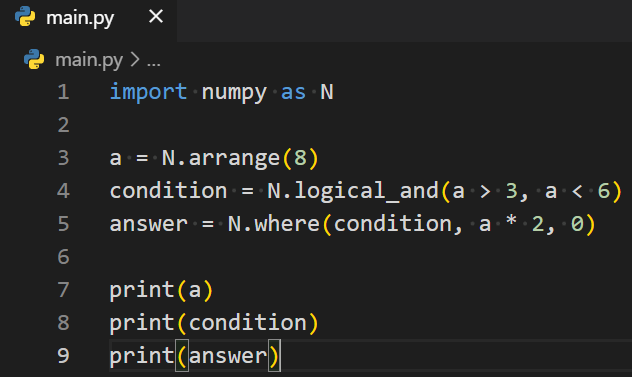 main.py ×
main.py > ...
1 import numpy as N
2
3 a = N.arrange(8)
4 condition = N.logical_and(a > 3, a < 6)
5 answer = N.where(condition, a * 2, 0)
6
7 print(a)
8 print(condition)
9 print(answer)